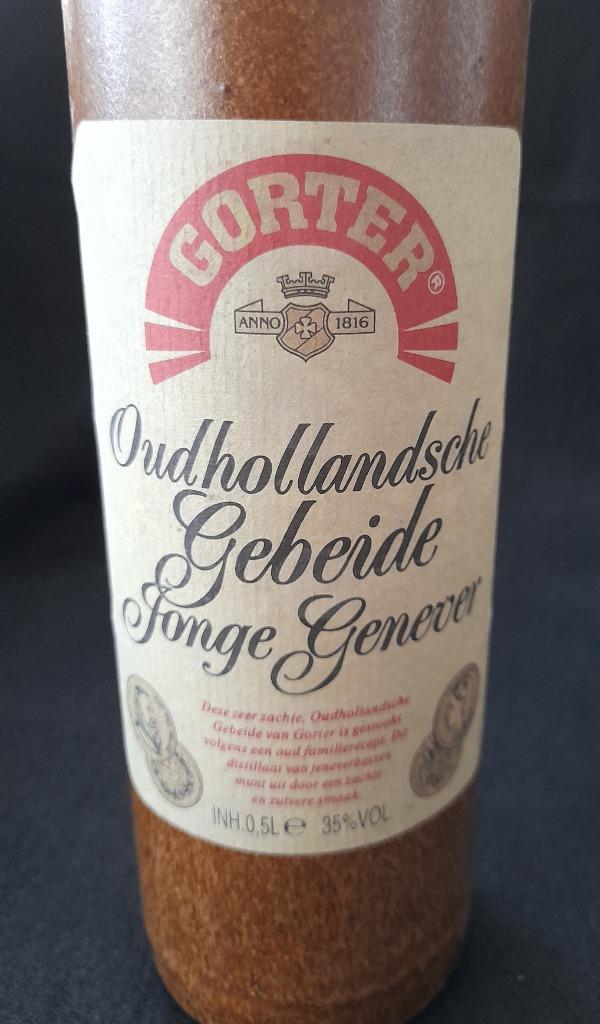 GORTER®
ANNO 1816
Oudhollandsche
Gebeide
Jonge Genever
Deze zeer zachte, Oudhollandsche
Gebeide van Gorter is gestookt
volgens een oud familierecept. Dit
distillaat van jeneverbessen
munt uit door een zachte
en zuivere smaak.
INH.0,5L ℮ 35%VOL.